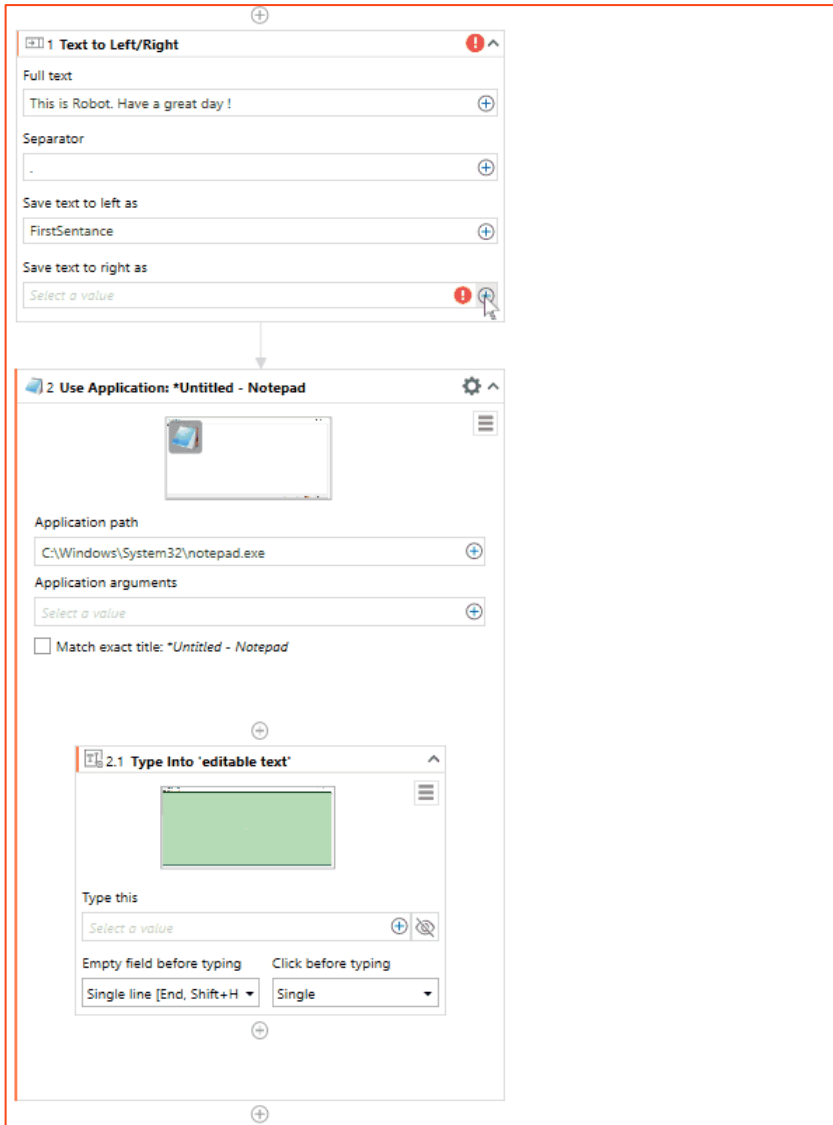 1 Text to Left/Right
Full text
This is Robot. Have a great day !
Separator
.
Save text to left as
FirstSentance
Save text to right as
Select a value
2 Use Application: *Untitled - Notepad
Application path
C:\Windows\System32\notepad.exe
Application arguments
Select a value
Match exact title: *Untitled - Notepad
2.1 Type Into 'editable text'
Type this
Select a value
Empty field before typing Click before typing
Single line [End, Shift+H Single